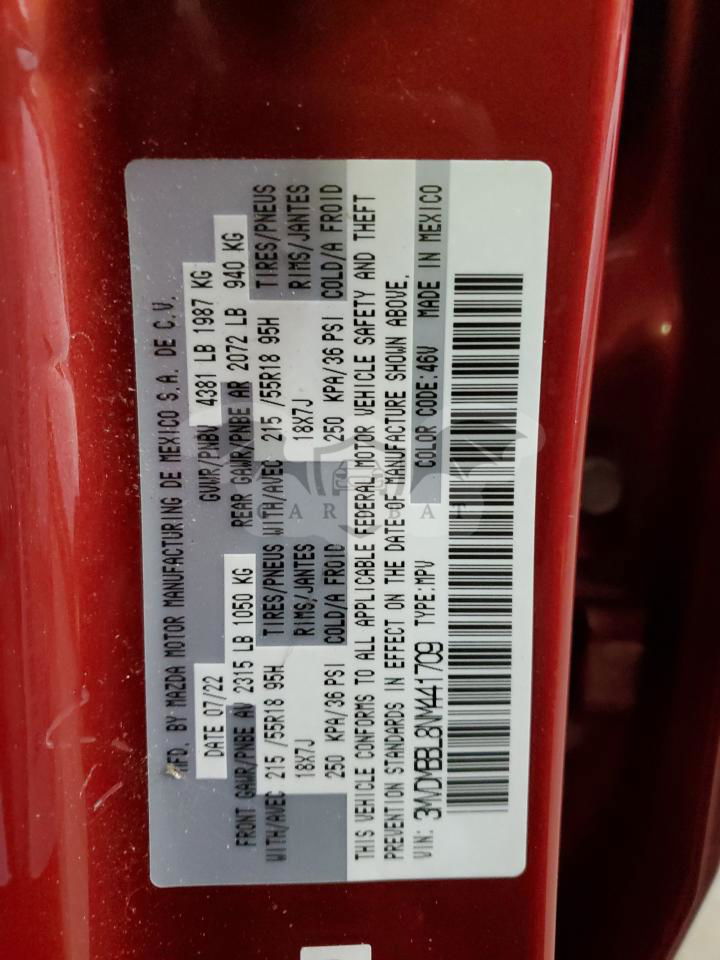 MFD. BY MAZDA MOTOR MANUFACTURING DE MEXICO S.A. DE C.V.
DATE 07/22 GVWR/PNBV 4381 LB 1987 KG
FRONT GAWR/PNBE AV 2315 LB 1050 KG REAR GAWR/PNBE AR 2072 LB 940 KG
WITH/AVEC 215 /55R18 95H TIRES/PNEUS WITH/AVEC 215 /55R18 95H TIRES/PNEUS
18X7J RIMS/JANTES 18X7J RIMS/JANTES
250 KPA/36 PSI COLD/A FROID 250 KPA/36 PSI COLD/A FROID
THIS VEHICLE CONFORMS TO ALL APPLICABLE FEDERAL MOTOR VEHICLE SAFETY AND THEFT
PREVENTION STANDARDS IN EFFECT ON THE DATE OF MANUFACTURE SHOWN ABOVE.
VIN: 3MVDMBBL8NM441709 TYPE:MPV COLOR CODE:46V MADE IN MEXICO
CAR BAT